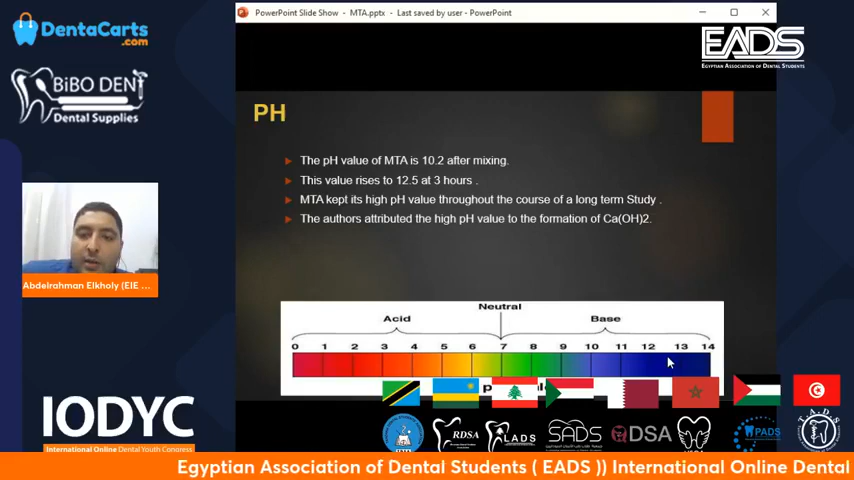 PowerPoint Slide Show - MTA.pptx - Last saved by user - PowerPoint
DentaCarts
.com
EADS
EGYPTIAN ASSOCIATION OF DENTAL STUDENTS
BiBO DENT
Dental Supplies
PH
The pH value of MTA is 10.2 after mixing.
This value rises to 12.5 at 3 hours .
MTA kept its high pH value throughout the course of a long term Study .
The authors attributed the high pH value to the formation of Ca(OH)2.
Abdelrahman Elkholy (EIE ...
Neutral
Acid
Base
0 1 2 3 4 5 6 7 8 9 10 11 12 13 14
IODYC
International Online Dental Youth Congress
RDSA
LADS
SADS
QDSA
PADS
Egyptian Association of Dental Students ( EADS )) International Online Dental